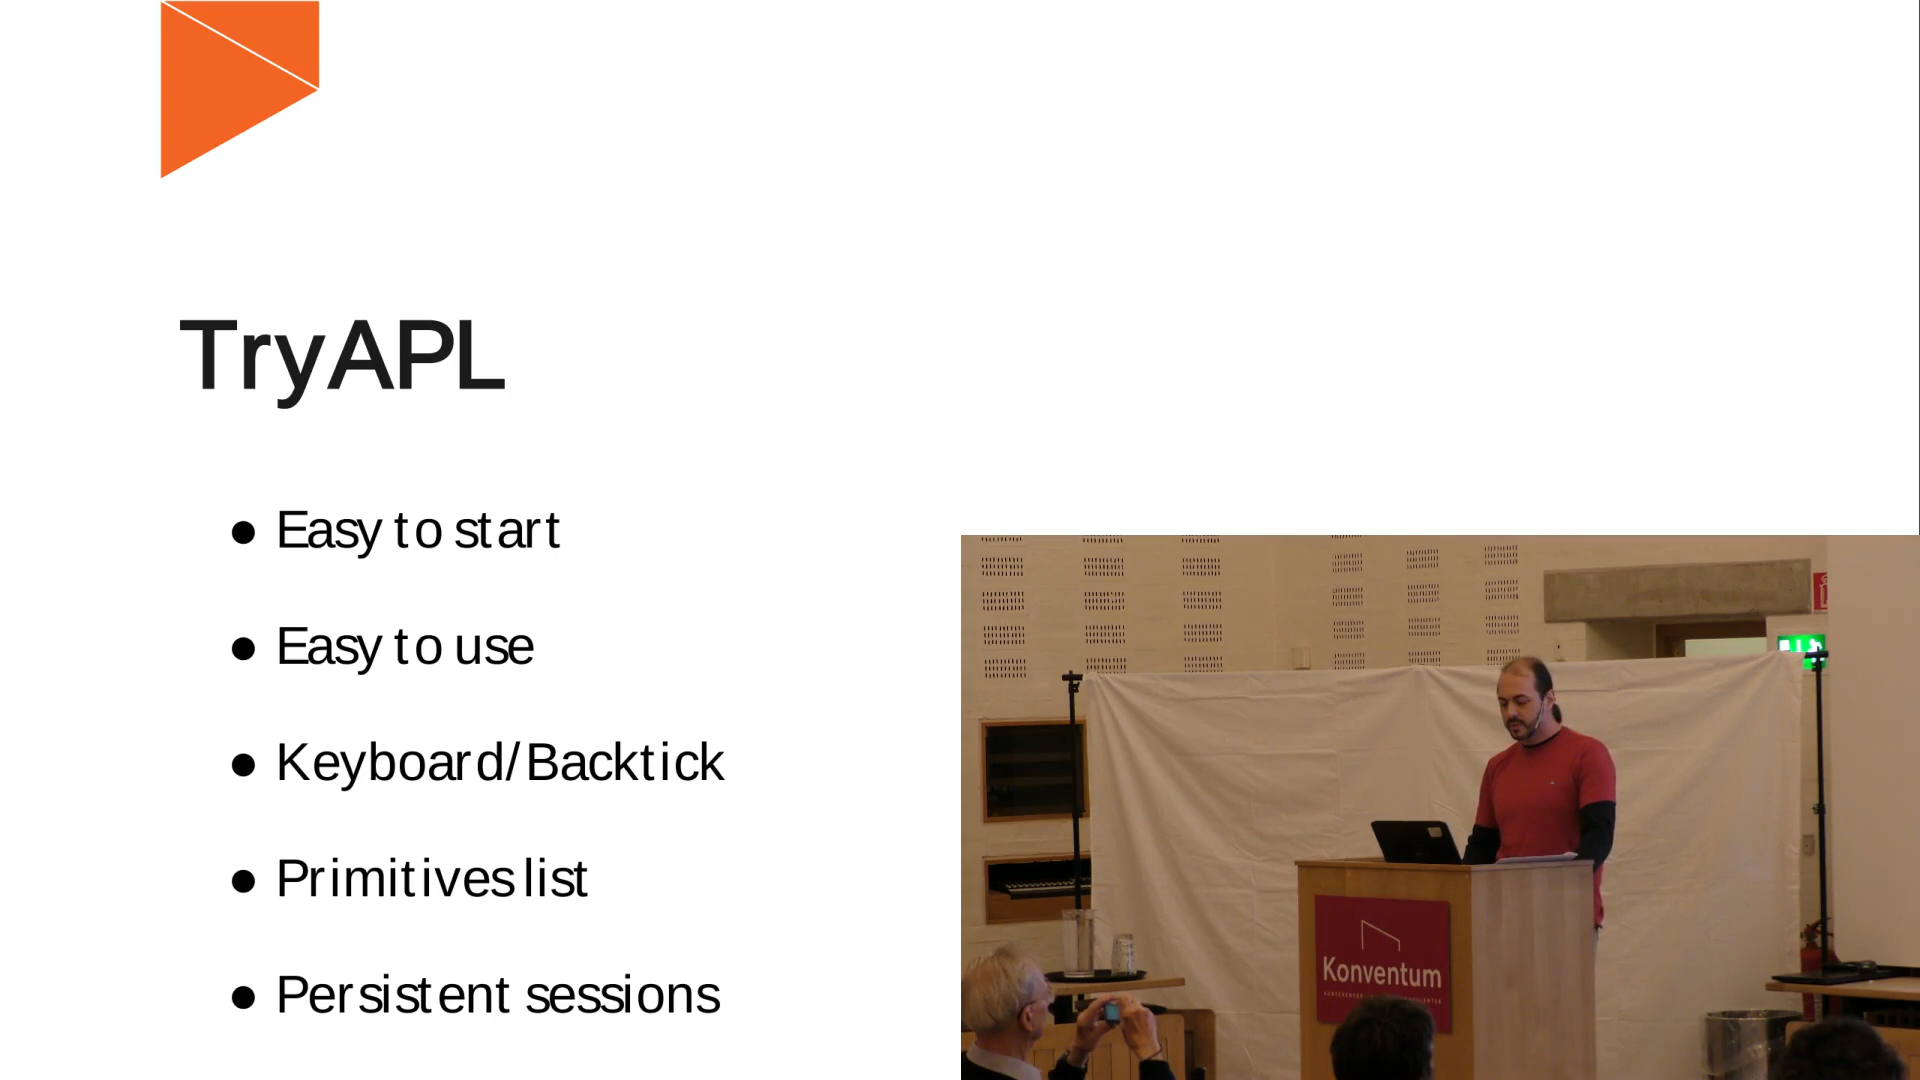 TryAPL
● Easy to start
● Easy to use
● Keyboard/Backtick
● Primitives list
● Persistent sessions
Konventum